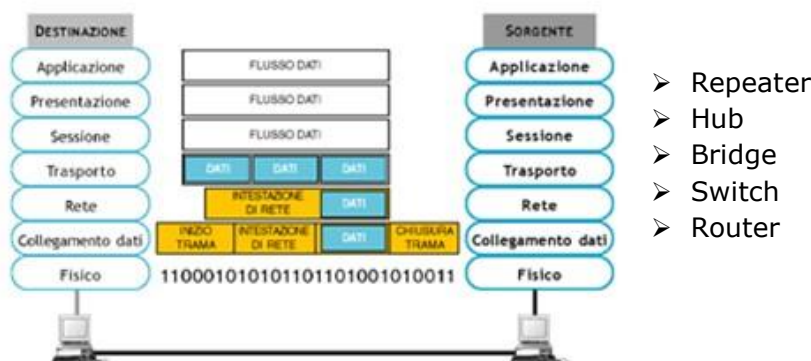 DESTINAZIONE
SORGENTE
Applicazione
FLUSSO DATI
Applicazione
Presentazione
FLUSSO DATI
Presentazione
Sessione
FLUSSO DATI
Sessione
Trasporto
DATI DATI DATI
Trasporto
Rete
INTESTAZIONE
DI RETE
DATI
Rete
Collegamento dati
INIZIO
TRAMA
INTESTAZIONE
DI RETE
DATI
CHIUSURA
TRAMA
Collegamento dati
Fisico
110001010101101101001010011
Fisico
➢ Repeater
➢ Hub
➢ Bridge
➢ Switch
➢ Router